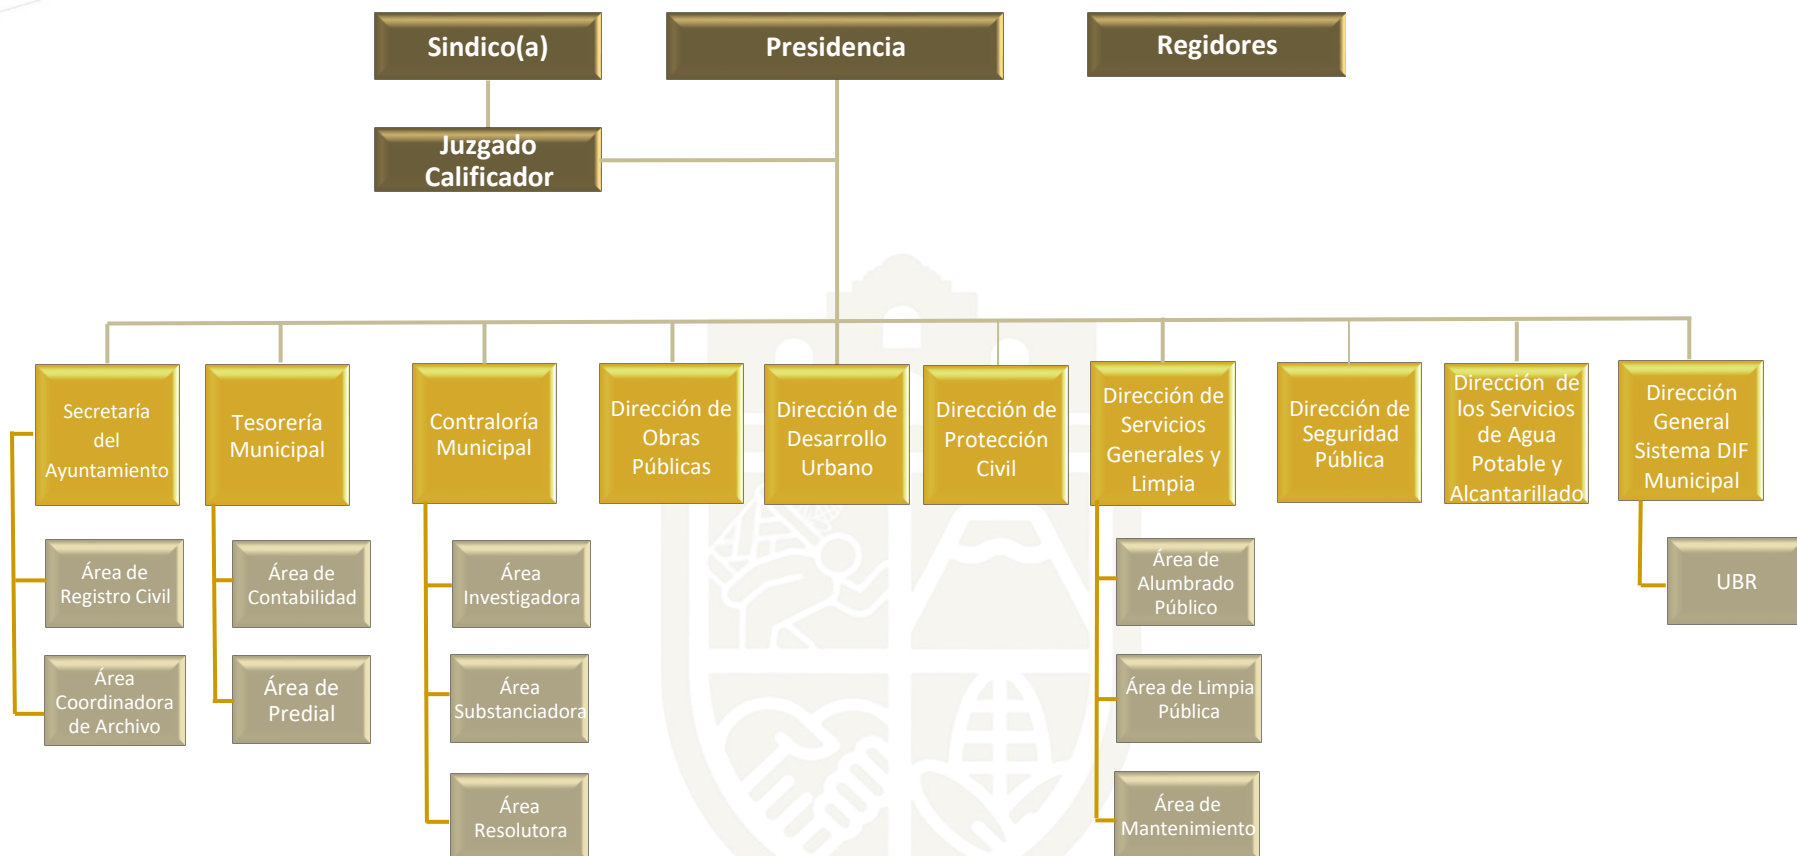 Sindico(a)
Presidencia
Regidores
Juzgado
Calificador
Secretaría
del
Ayuntamiento
Tesorería
Municipal
Contraloría
Municipal
Dirección de
Obras
Públicas
Dirección de
Desarrollo
Urbano
Dirección de
Protección
Civil
Dirección de
Servicios
Generales y
Limpia
Dirección de
Seguridad
Pública
Dirección de
los Servicios
de Agua
Potable y
Alcantarillado
Dirección
General
Sistema DIF
Municipal
Área de
Registro Civil
Área de
Contabilidad
Área
Investigadora
Área de
Alumbrado
Público
UBR
Área
Coordinadora
de Archivo
Área de
Predial
Área
Substanciadora
Área de Limpia
Pública
Área
Resolutora
Área de
Mantenimiento